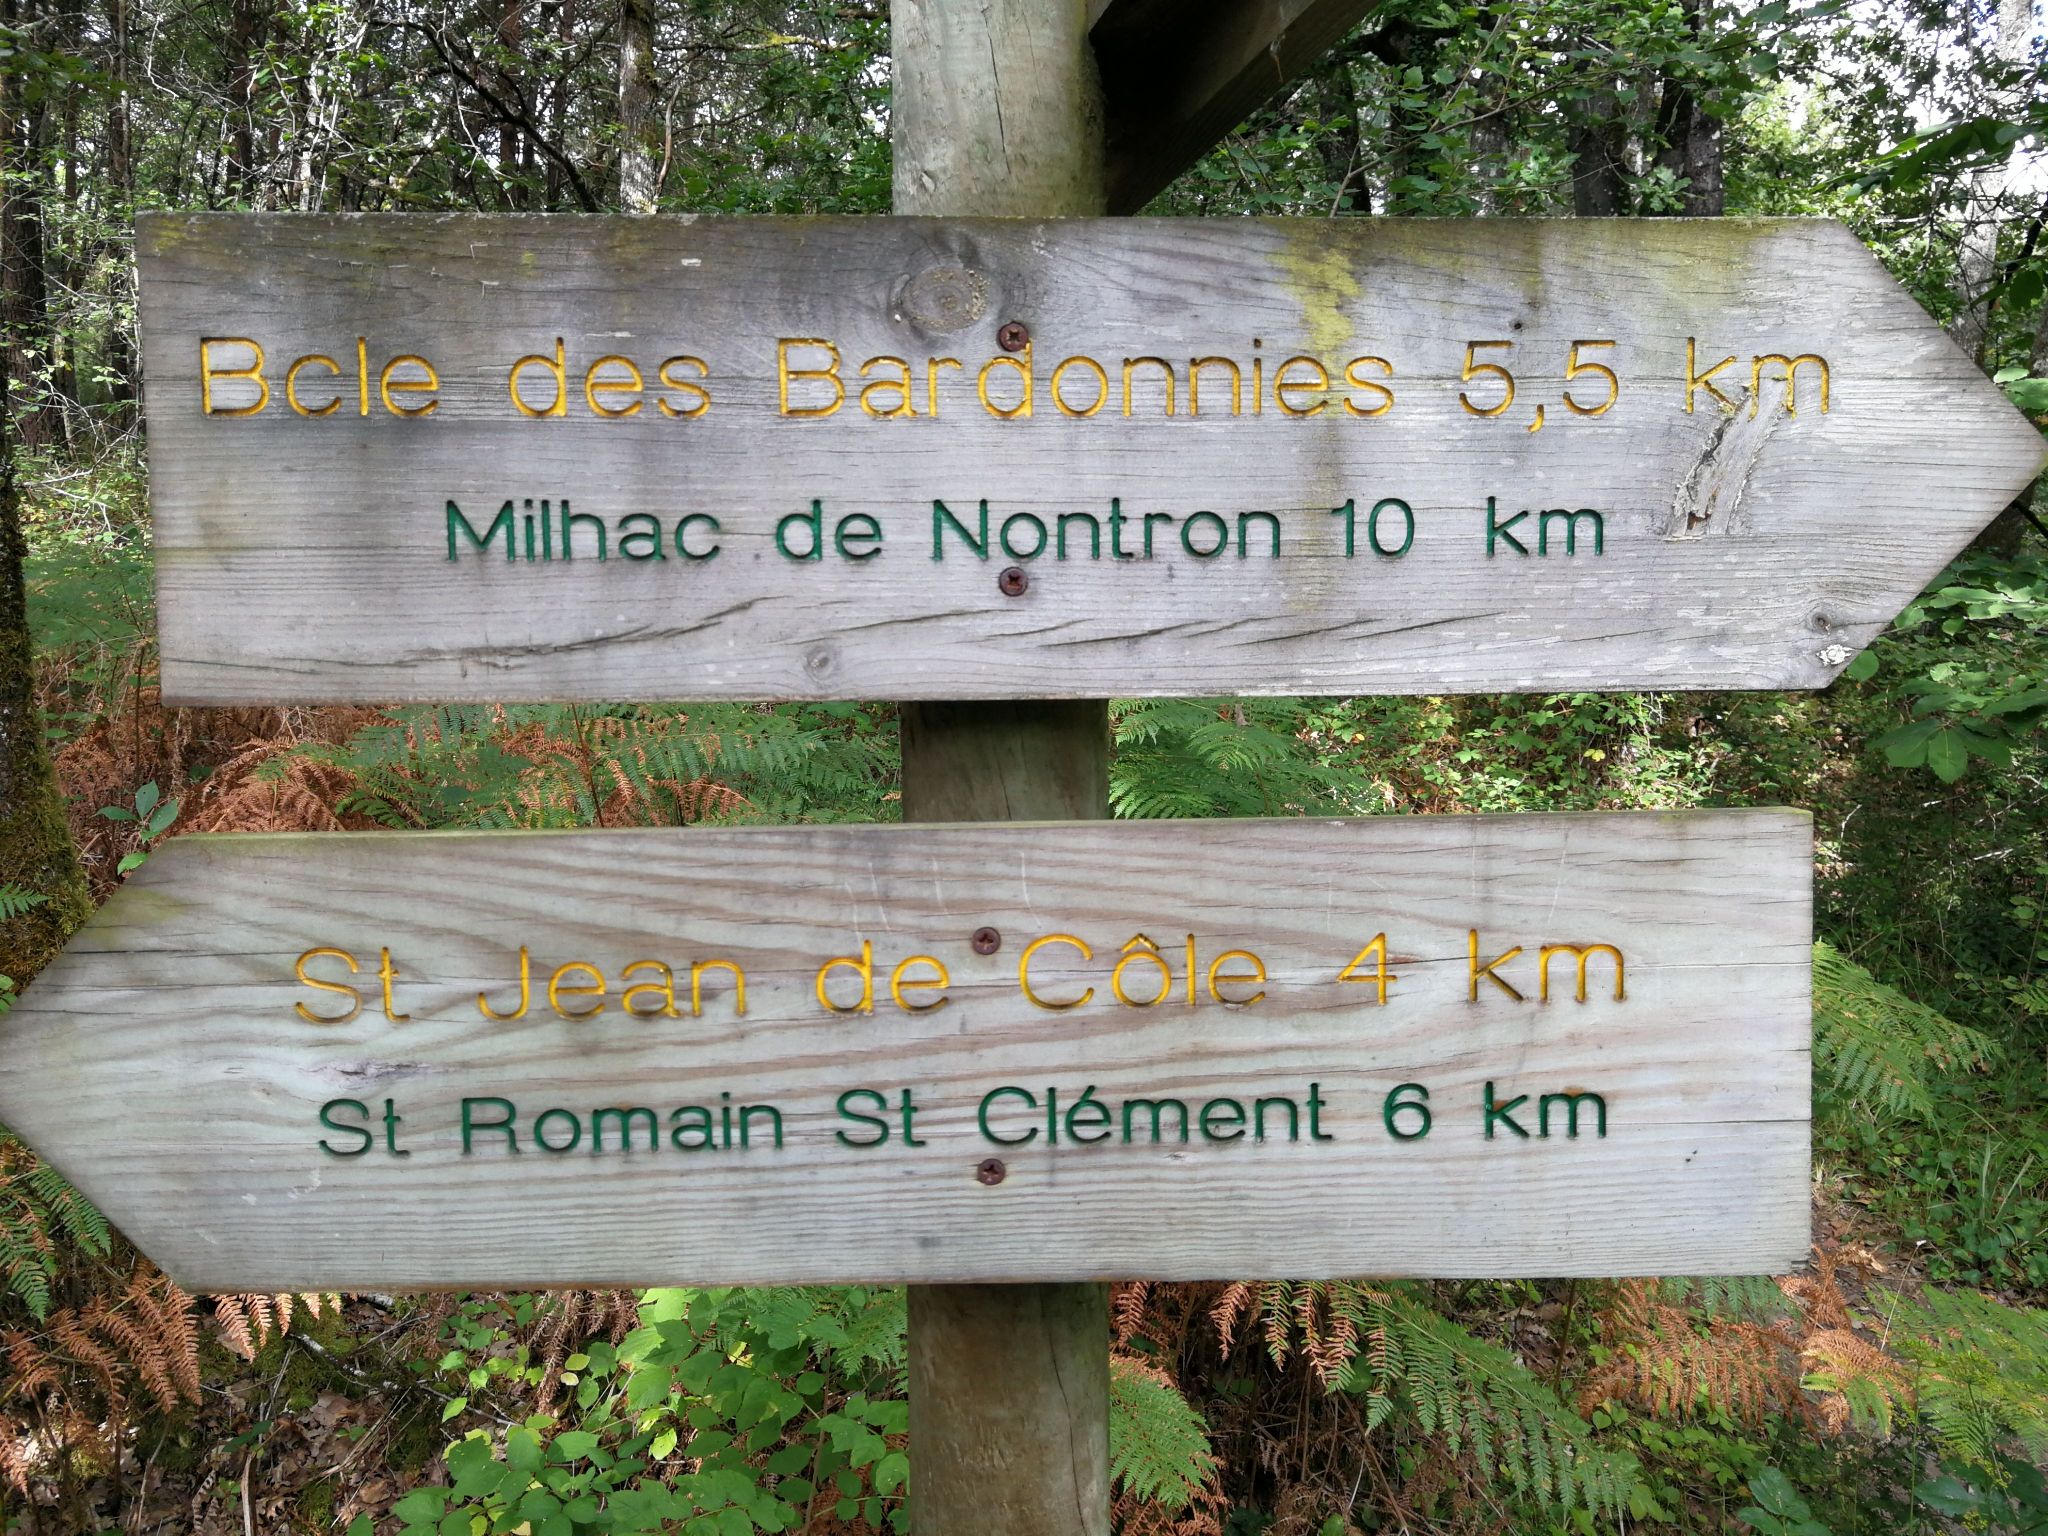 Bcle des Bardonnies 5,5 km
Milhac de Nontron 10 km
St Jean de Côle 4 km
St Romain St Clément 6 km